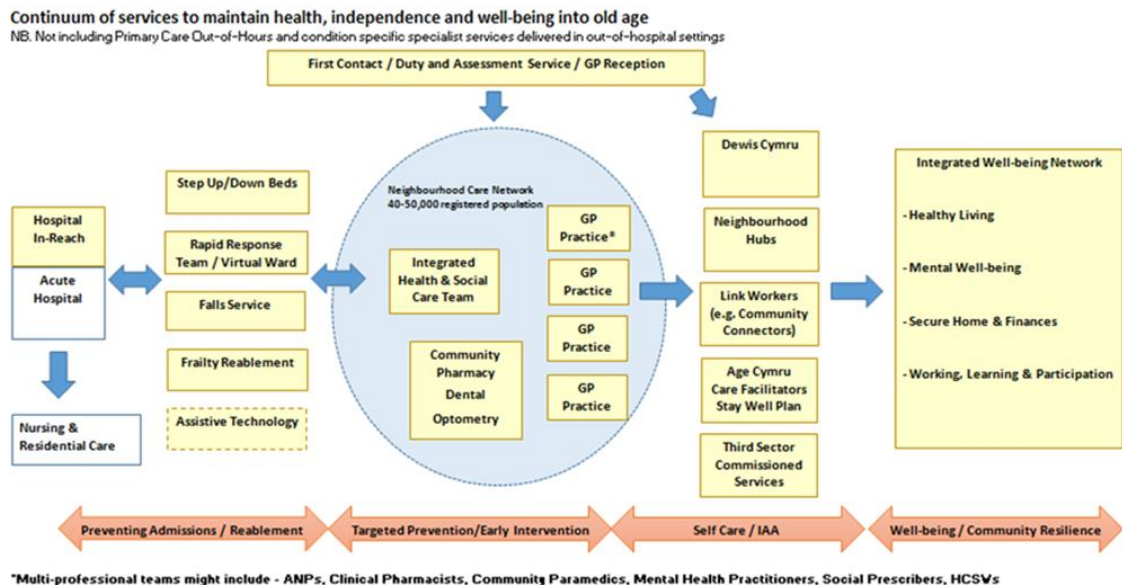 Continuum of services to maintain health, independence and well-being into old age
NB. Not including Primary Care Out-of-Hours and condition specific specialist services delivered in out-of-hospital settings
First Contact / Duty and Assessment Service / GP Reception
Hospital
In-Reach
Acute
Hospital
Nursing &
Residential Care
Step Up/Down Beds
Rapid Response
Team / Virtual Ward
Falls Service
Frailty Reablement
Assistive Technology
Neighbourhood Care Network
40-50,000 registered population
Integrated
Health & Social
Care Team
Community
Pharmacy
Dental
Optometry
GP
Practice*
GP
Practice
GP
Practice
GP
Practice
Dewis Cymru
Neighbourhood
Hubs
Link Workers
(e.g. Community
Connectors)
Age Cymru
Care Facilitators
Stay Well Plan
Third Sector
Commissioned
Services
Integrated Well-being Network
- Healthy Living
- Mental Well-being
- Secure Home & Finances
- Working, Learning & Participation
Preventing Admissions / Reablement
Targeted Prevention/Early Intervention
Self Care / IAA
Well-being / Community Resilience
*Multi-professional teams might include - ANPs, Clinical Pharmacists, Community Paramedics, Mental Health Practitioners, Social Prescribers, HCSWs